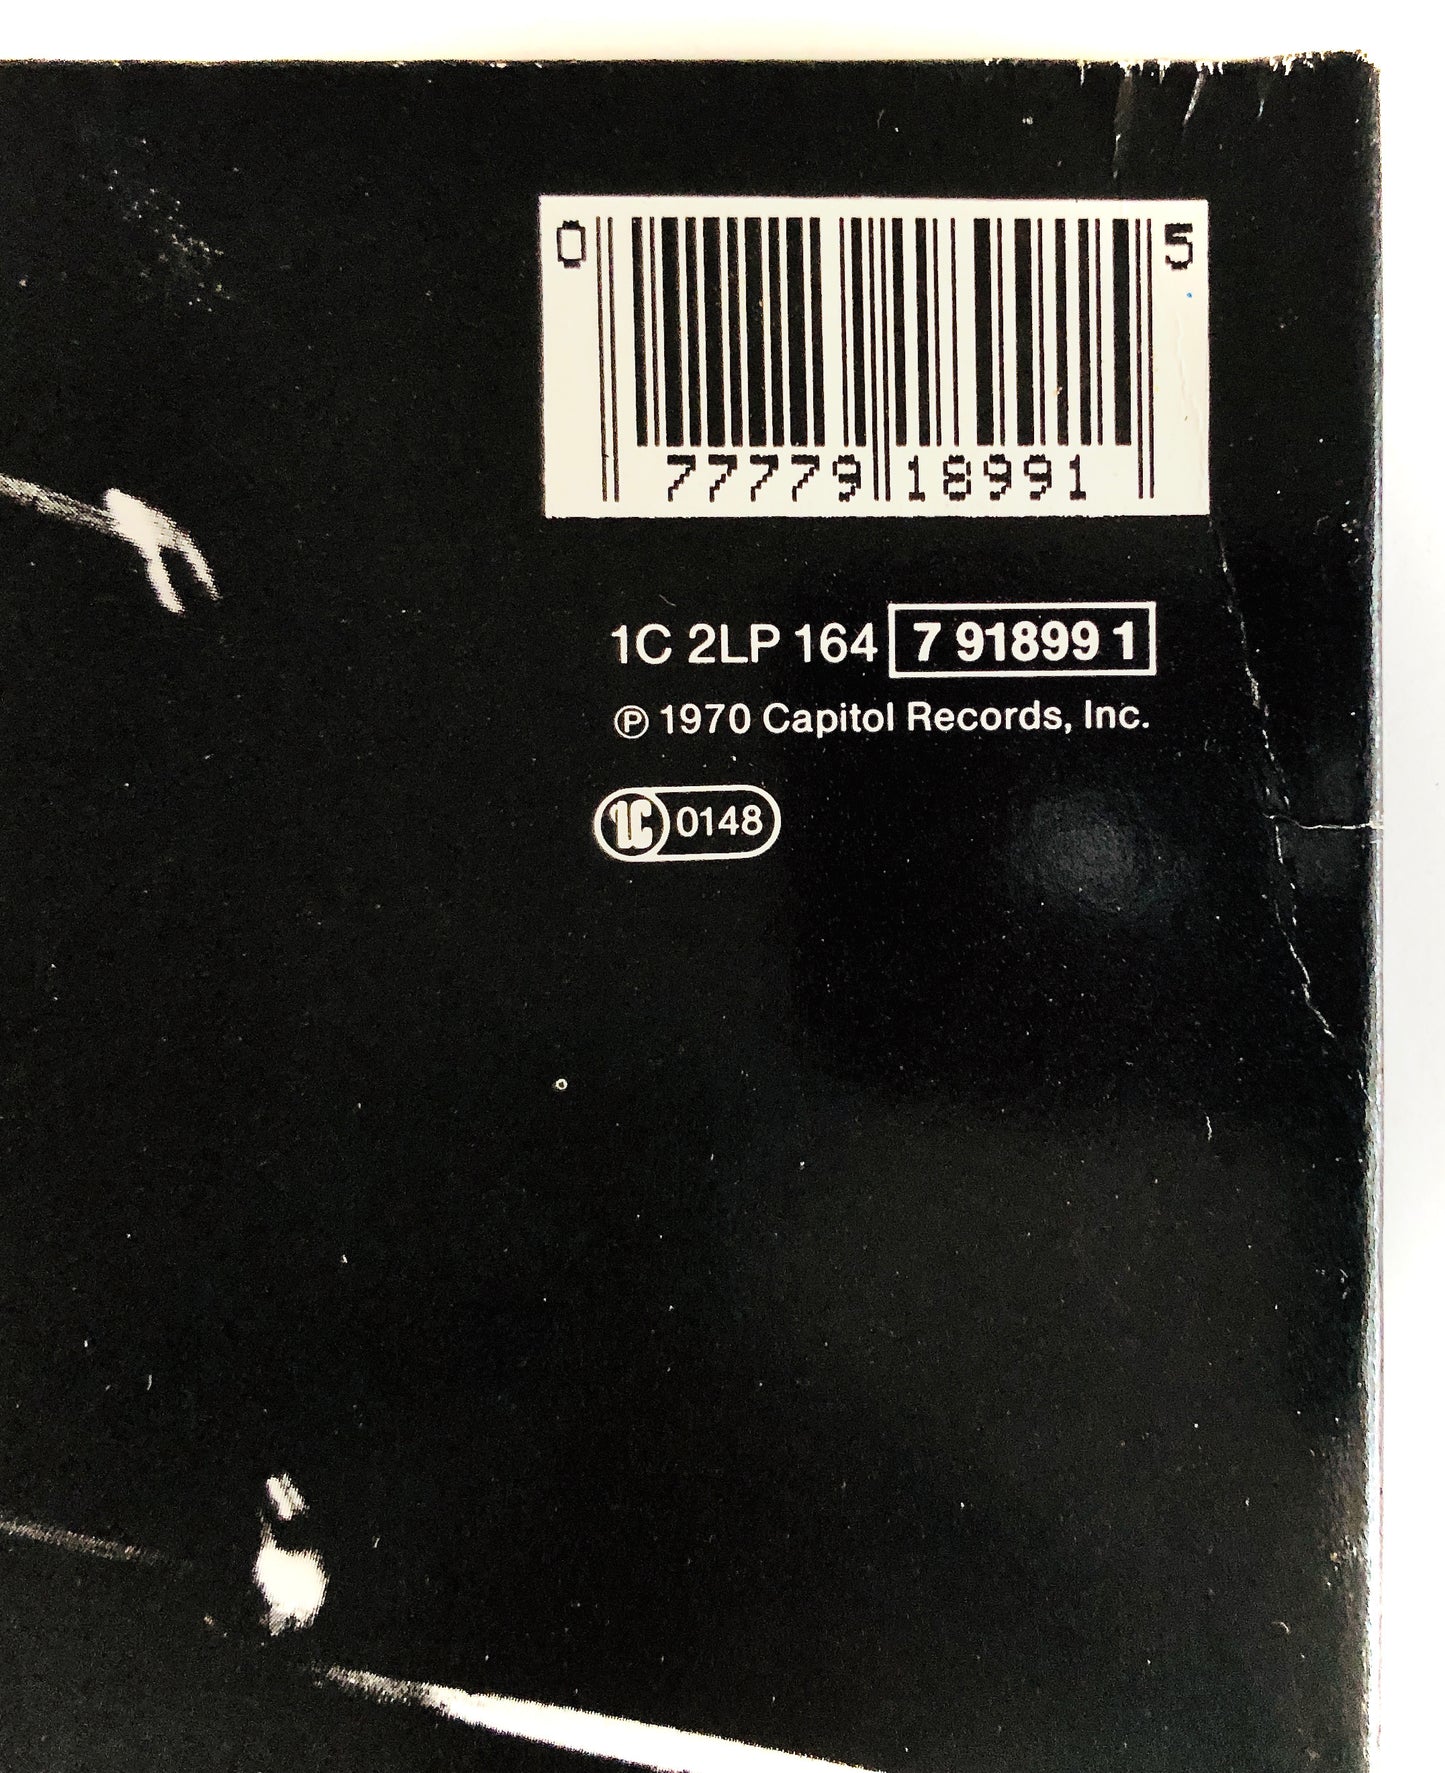 0 5
77779 18991
1C 2LP 164 7 91899 1
℗ 1970 Capitol Records, Inc.
1C 0148